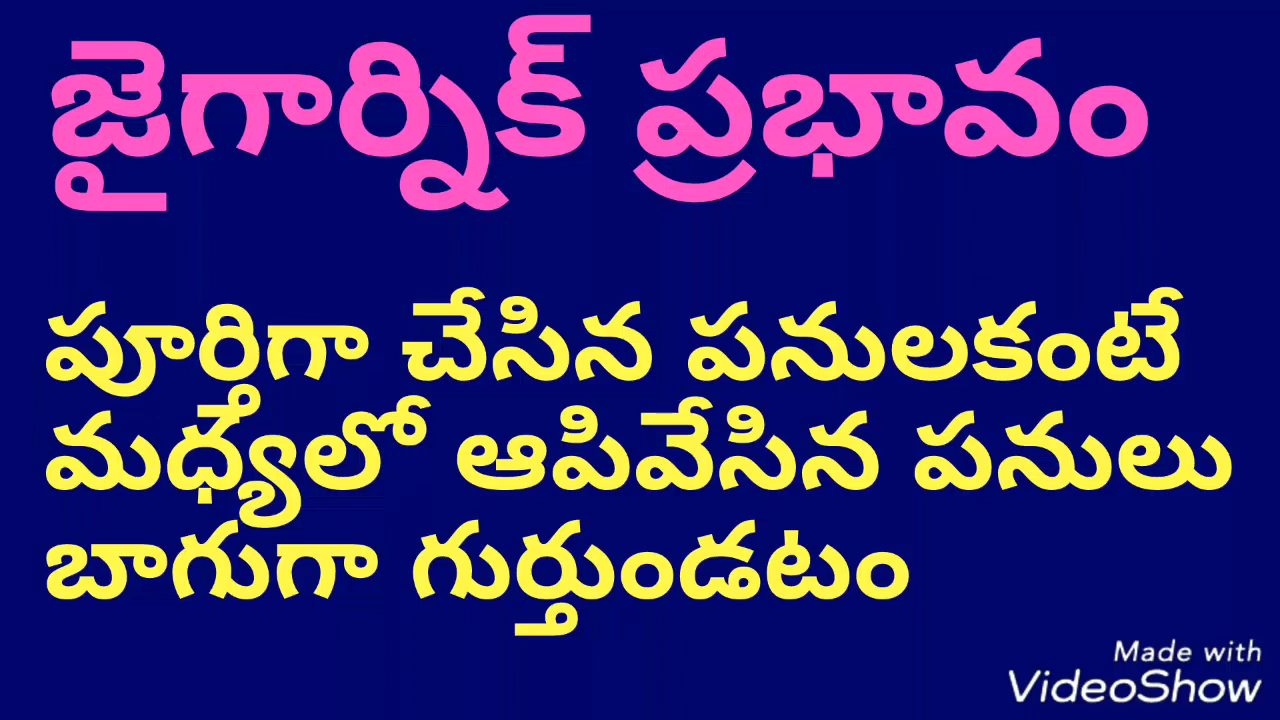 జైగార్నిక్ ప్రభావం
పూర్తిగా చేసిన పనులకంటే
మధ్యలో ఆపివేసిన పనులు
బాగుగా గుర్తుండటం
Made with
VideoShow